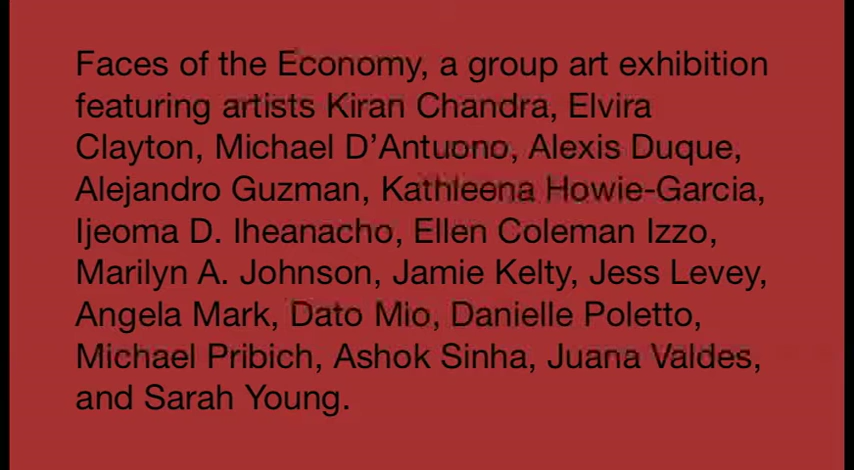 Faces of the Economy, a group art exhibition
featuring artists Kiran Chandra, Elvira
Clayton, Michael D’Antuono, Alexis Duque,
Alejandro Guzman, Kathleena Howie-Garcia,
Ijeoma D. Iheanacho, Ellen Coleman Izzo,
Marilyn A. Johnson, Jamie Kelty, Jess Levey,
Angela Mark, Dato Mio, Danielle Poletto,
Michael Pribich, Ashok Sinha, Juana Valdes,
and Sarah Young.